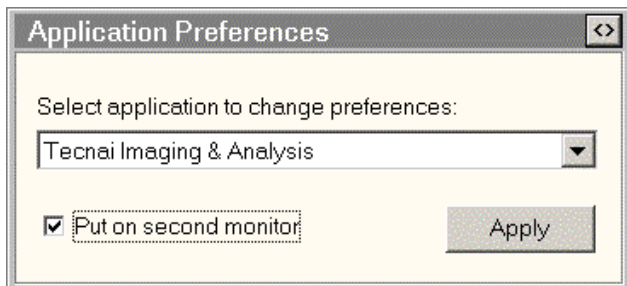 Application Preferences
<>
Select application to change preferences:
Tecnai Imaging & Analysis
Put on second monitor
Apply